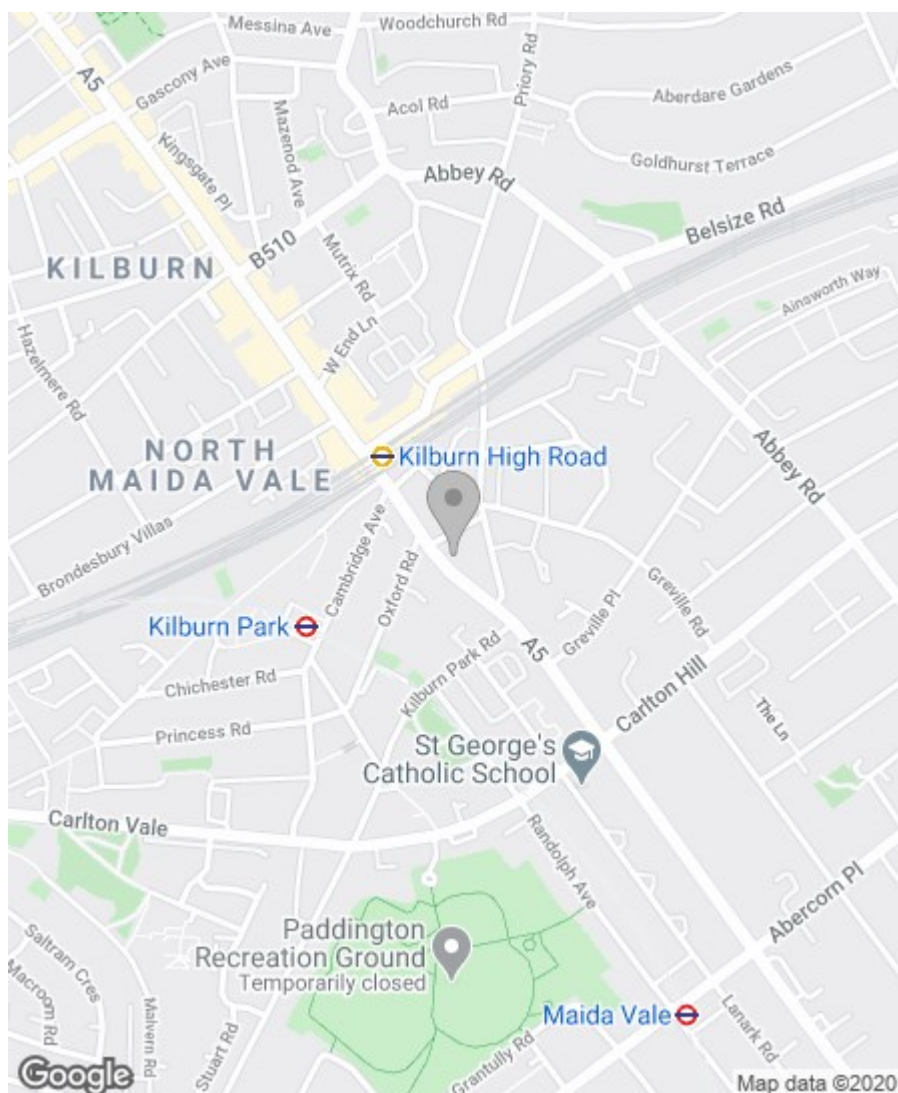 Messina Ave
Woodchurch Rd
A5
Gascony Ave
Priory Rd
Aberdare Gardens
Acol Rd
Mazenod Ave
Kingsgate Pl
Goldhurst Terrace
Abbey Rd
Belsize Rd
B510
KILBURN
Mutrix Rd
Ainsworth Way
W End Ln
Hazelmere Rd
NORTH
MAIDA VALE
Kilburn High Road
Abbey Rd
Brondesbury Villas
Cambridge Ave
Oxford Rd
Greville Rd
Greville Pl
Kilburn Park
A5
Kilburn Park Rd
Chichester Rd
Carlton Hill
The Ln
Princess Rd
St George's
Catholic School
Carlton Vale
Randolph Ave
Abercorn Pl
Paddington
Recreation Ground
Temporarily closed
Saltram Cres
Macroom Rd
Malvern Rd
Stuart Rd
Maida Vale
Lanark Rd
Grantully Rd
Google
Map data ©2020